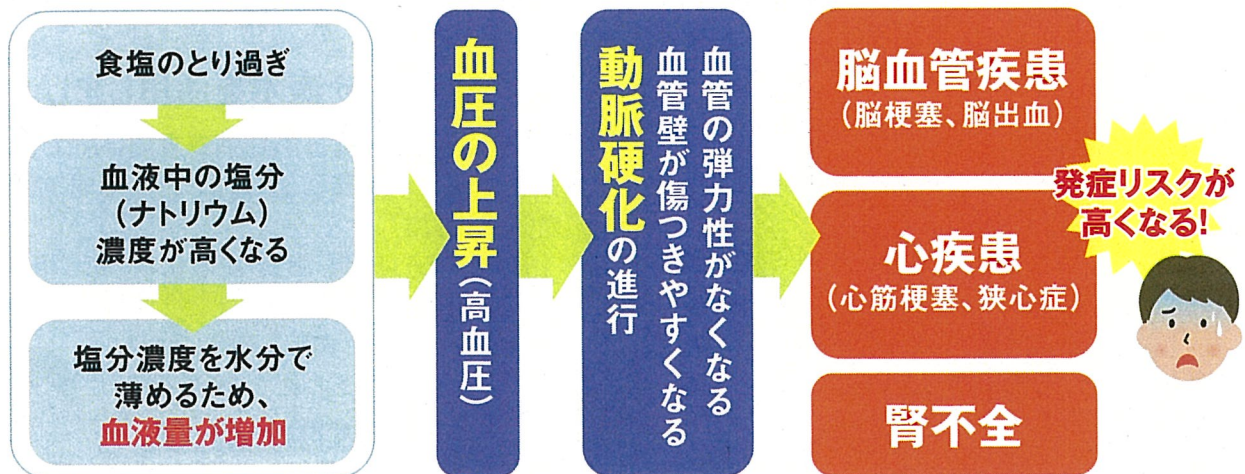 食塩のとり過ぎ
血液中の塩分
(ナトリウム)
濃度が高くなる
塩分濃度を水分で
薄めるため、
血液量が増加
血圧の上昇(高血圧)
血管の弾力性がなくなる
血管壁が傷つきやすくなる
動脈硬化の進行
脳血管疾患
(脳梗塞、脳出血)
心疾患
(心筋梗塞、狭心症)
腎不全
発症リスクが
高くなる!